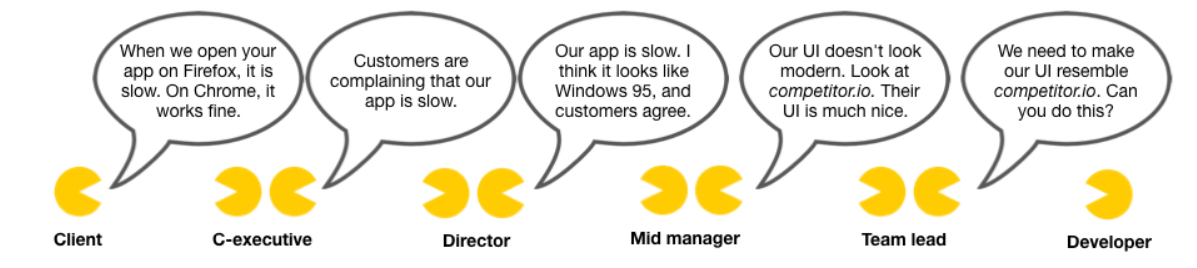 When we open your
app on Firefox, it is
slow. On Chrome, it
works fine.
Customers are
complaining that our
app is slow.
Our app is slow. I
think it looks like
Windows 95, and
customers agree.
Our UI doesn't look
modern. Look at
competitor.io. Their
UI is much nice.
We need to make
our UI resemble
competitor.io. Can
you do this?
Client
C-executive
Director
Mid manager
Team lead
Developer